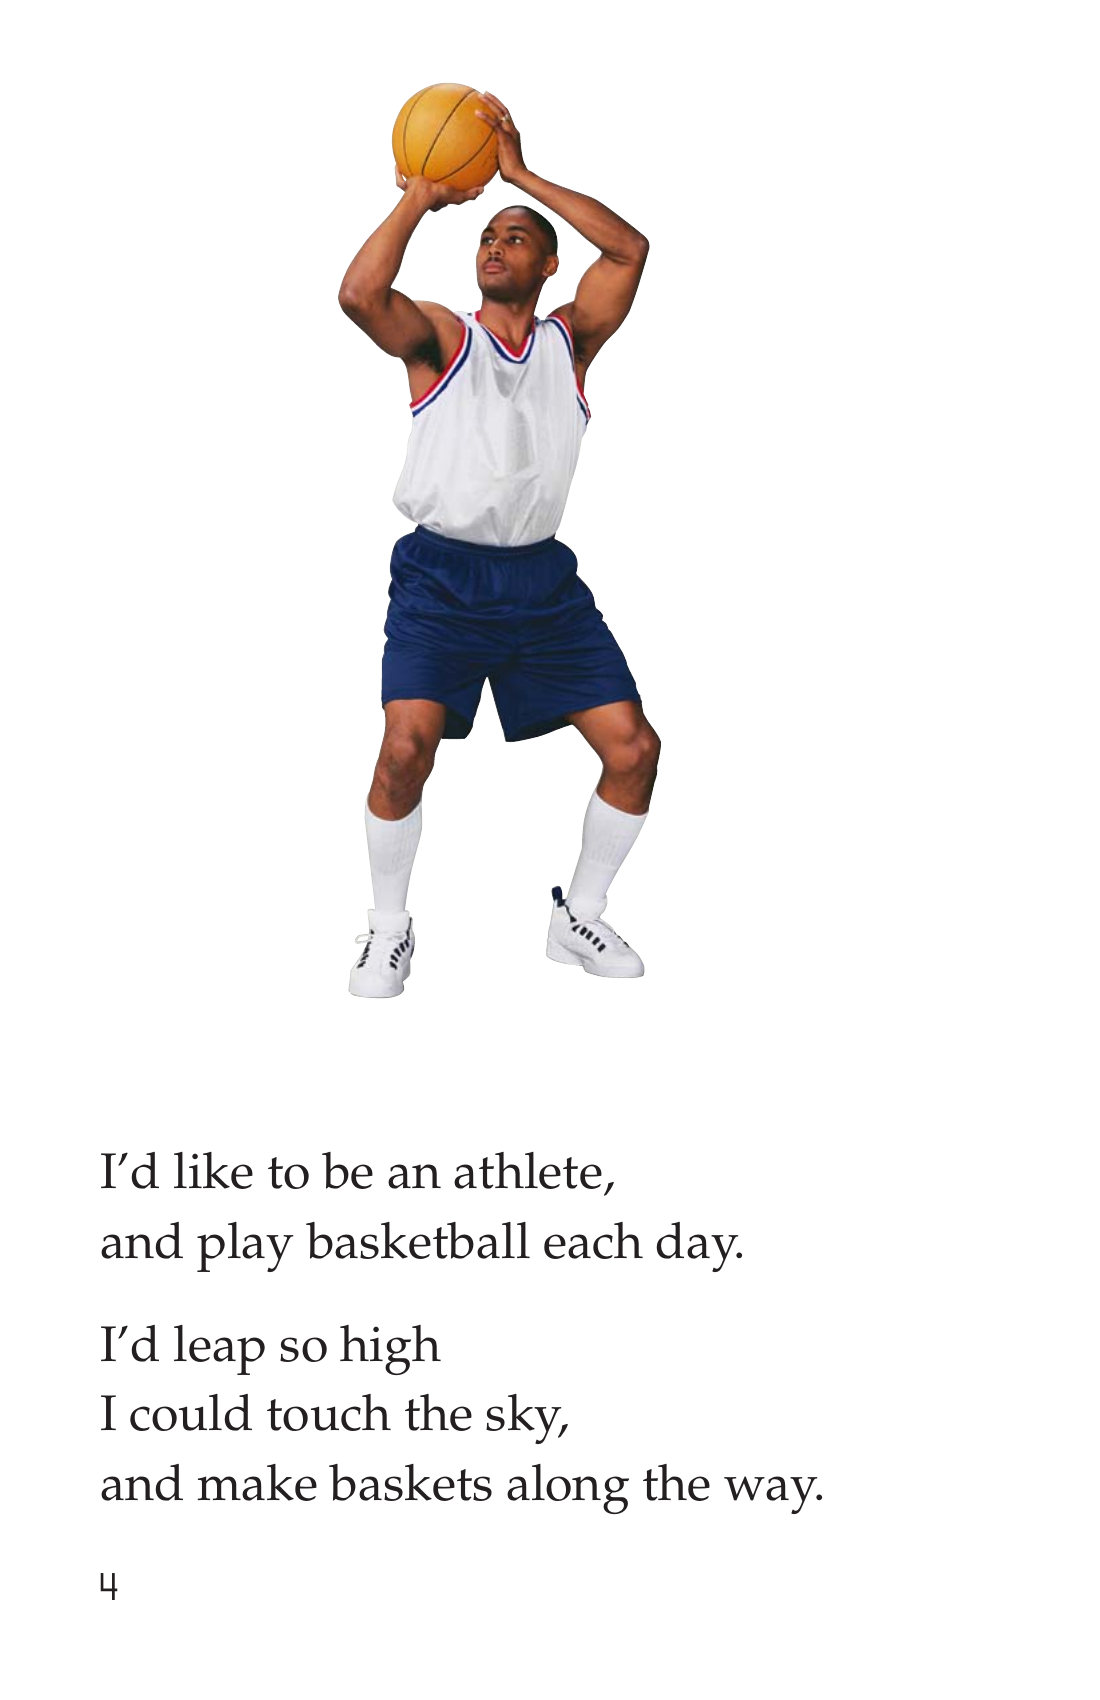 I’d like to be an athlete,
and play basketball each day.
I’d leap so high
I could touch the sky,
and make baskets along the way.
4